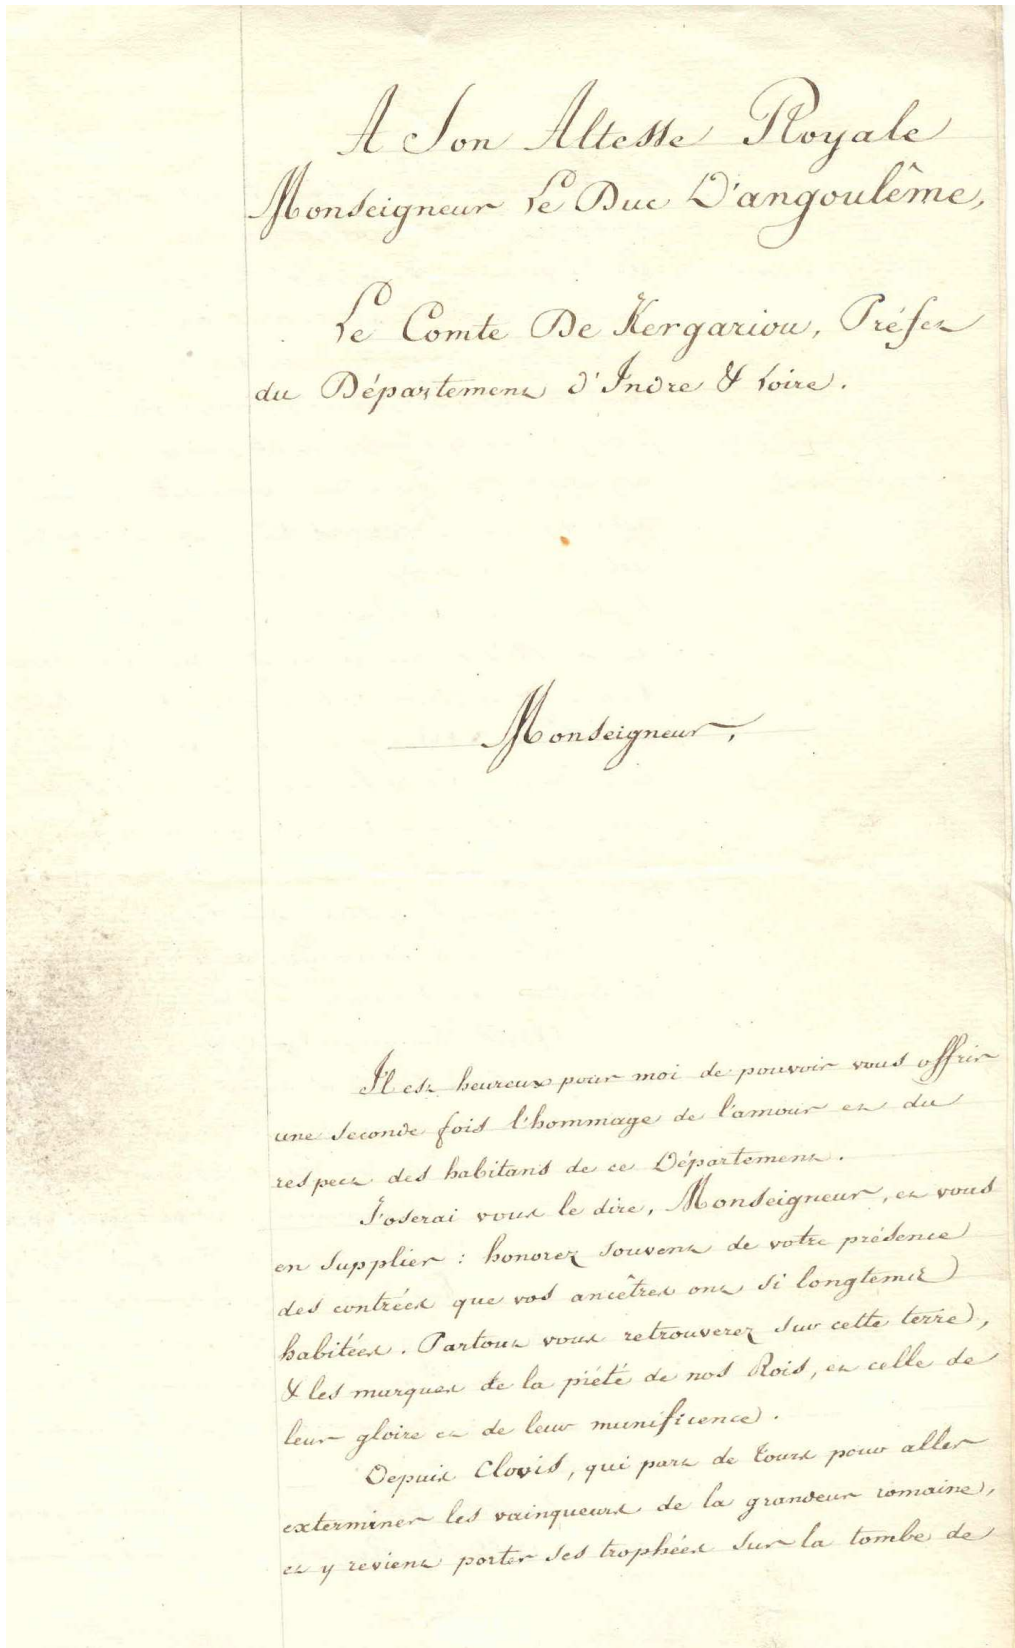 A Son Altesse Royale
Monseigneur Le Duc D'angoulême,
Le Comte De Kergariou, Préfet
du Département d'Indre & Loire.
Monseigneur,
Il est heureux pour moi de pouvoir vous offrir
une seconde fois l'hommage de l'amour et du
respect des habitans de ce Département.
J'oserai vous le dire, Monseigneur, et vous
en supplier : honorez souvent de votre présence
des contrées que vos ancêtres ont si longtems
habitées. Partout vous retrouverez sur cette terre,
& les marques de la piété de nos Rois, et celle de
leur gloire et de leur munificence.
Depuis Clovis, qui part de Tours pour aller
exterminer les vainqueurs de la grandeur romaine,
et y revient porter ses trophées sur la tombe de